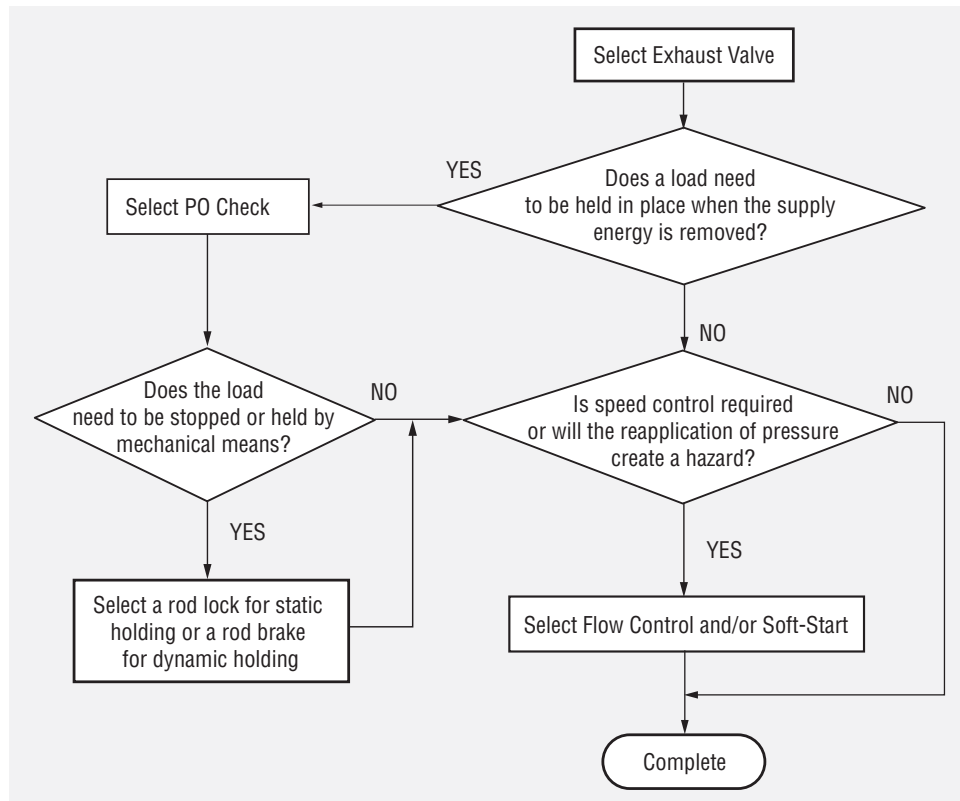 Select Exhaust Valve
YES
Does a load need
to be held in place when the supply
energy is removed?
Select PO Check
NO
Does the load
need to be stopped or held by
mechanical means?
NO
Is speed control required
or will the reapplication of pressure
create a hazard?
NO
YES
YES
Select a rod lock for static
holding or a rod brake
for dynamic holding
Select Flow Control and/or Soft-Start
Complete